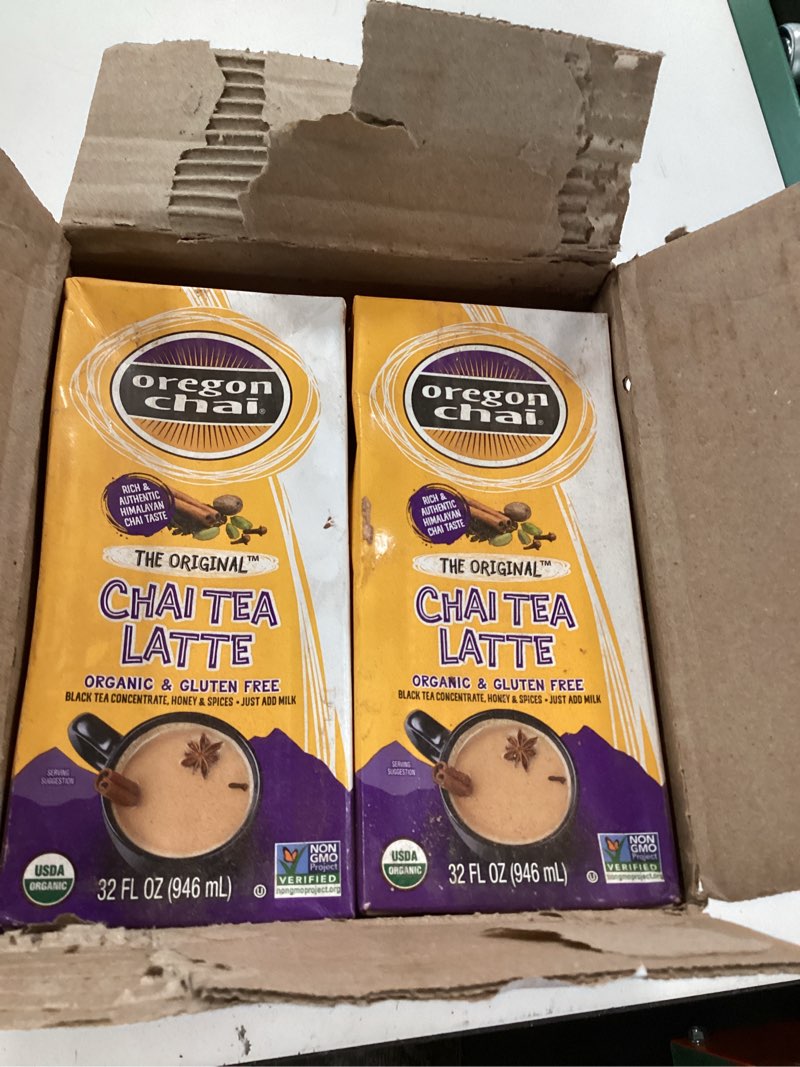 oregon
chai®
RICH &
AUTHENTIC
HIMALAYAN
CHAI TASTE
THE ORIGINAL™
CHAI TEA
LATTE
ORGANIC & GLUTEN FREE
BLACK TEA CONCENTRATE, HONEY & SPICES • JUST ADD MILK
SERVING
SUGGESTION
USDA
ORGANIC
32 FL OZ (946 mL)
U
NON
GMO
Project
VERIFIED
nongmoproject.org
oregon
chai®
RICH &
AUTHENTIC
HIMALAYAN
CHAI TASTE
THE ORIGINAL™
CHAI TEA
LATTE
ORGANIC & GLUTEN FREE
BLACK TEA CONCENTRATE, HONEY & SPICES • JUST ADD MILK
SERVING
SUGGESTION
USDA
ORGANIC
32 FL OZ (946 mL)
U
NON
GMO
Project
VERIFIED
nongmoproject.org